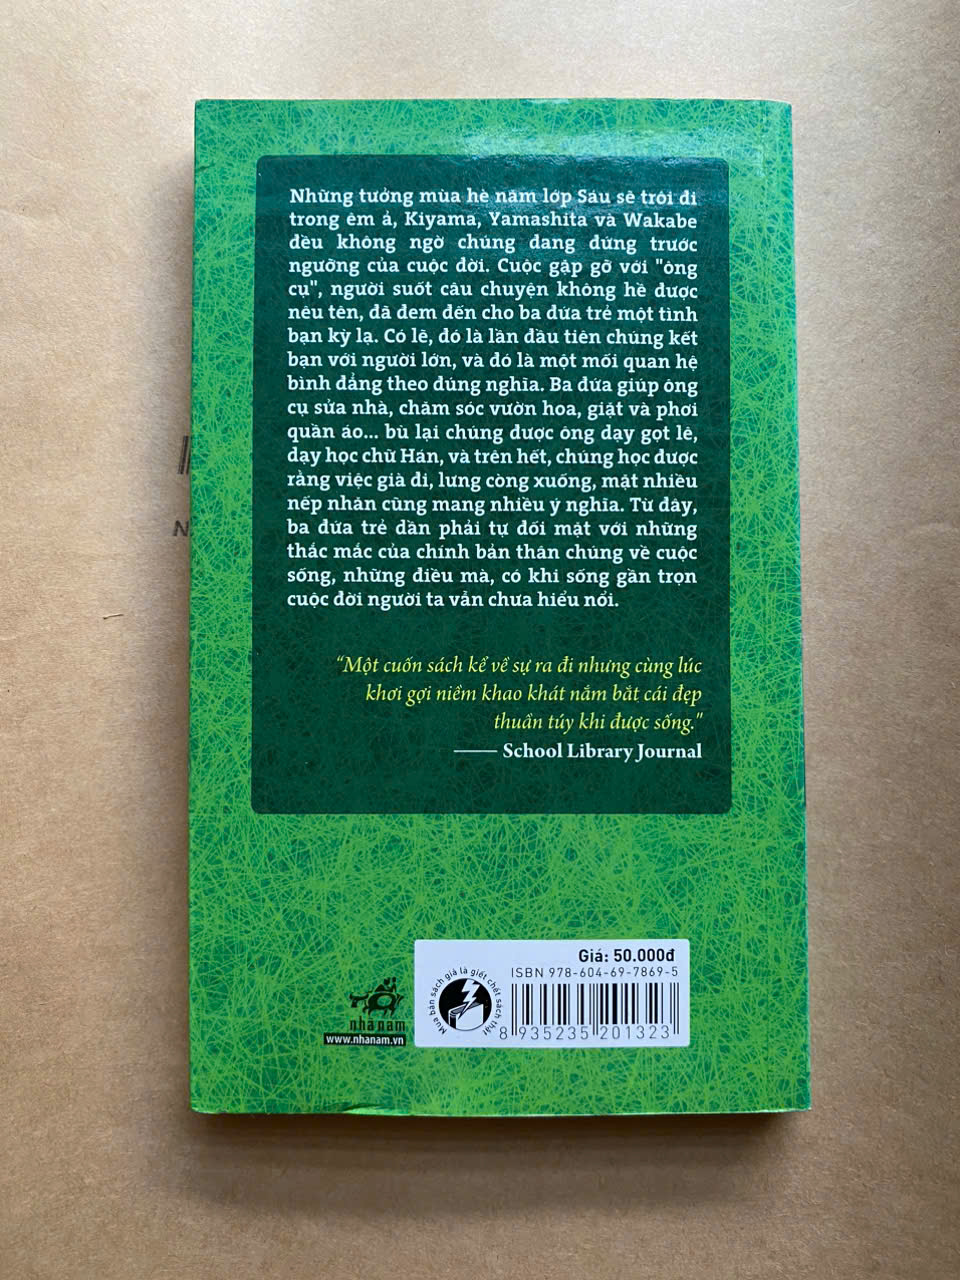 Những tưởng mùa hè năm lớp Sáu sẽ trôi đi
trong êm ả, Kiyama, Yamashita và Wakabe
đều không ngờ chúng đang đứng trước
ngưỡng của cuộc đời. Cuộc gặp gỡ với "ông
cụ", người suốt câu chuyện không hề được
nêu tên, đã đem đến cho ba đứa trẻ một tình
bạn kỳ lạ. Có lẽ, đó là lần đầu tiên chúng kết
bạn với người lớn, và đó là một mối quan hệ
bình đẳng theo đúng nghĩa. Ba đứa giúp ông
cụ sửa nhà, chăm sóc vườn hoa, giặt và phơi
quần áo... bù lại chúng được ông dạy gọt lê,
dạy học chữ Hán, và trên hết, chúng học được
rằng việc già đi, lưng còng xuống, mặt nhiều
nếp nhăn cũng mang nhiều ý nghĩa. Từ đây,
ba đứa trẻ dần phải tự đối mặt với những
thắc mắc của chính bản thân chúng về cuộc
sống, những điều mà, có khi sống gần trọn
cuộc đời người ta vẫn chưa hiểu nổi.
“Một cuốn sách kể về sự ra đi nhưng cùng lúc
khơi gợi niềm khao khát nắm bắt cái đẹp
thuần túy khi được sống.”
—— School Library Journal
nhã nam
www.nhanam.vn
Mua bán sách giả là giết chết sách thật
Giá: 50.000đ
ISBN 978-604-69-7869-5
8 935235 201323